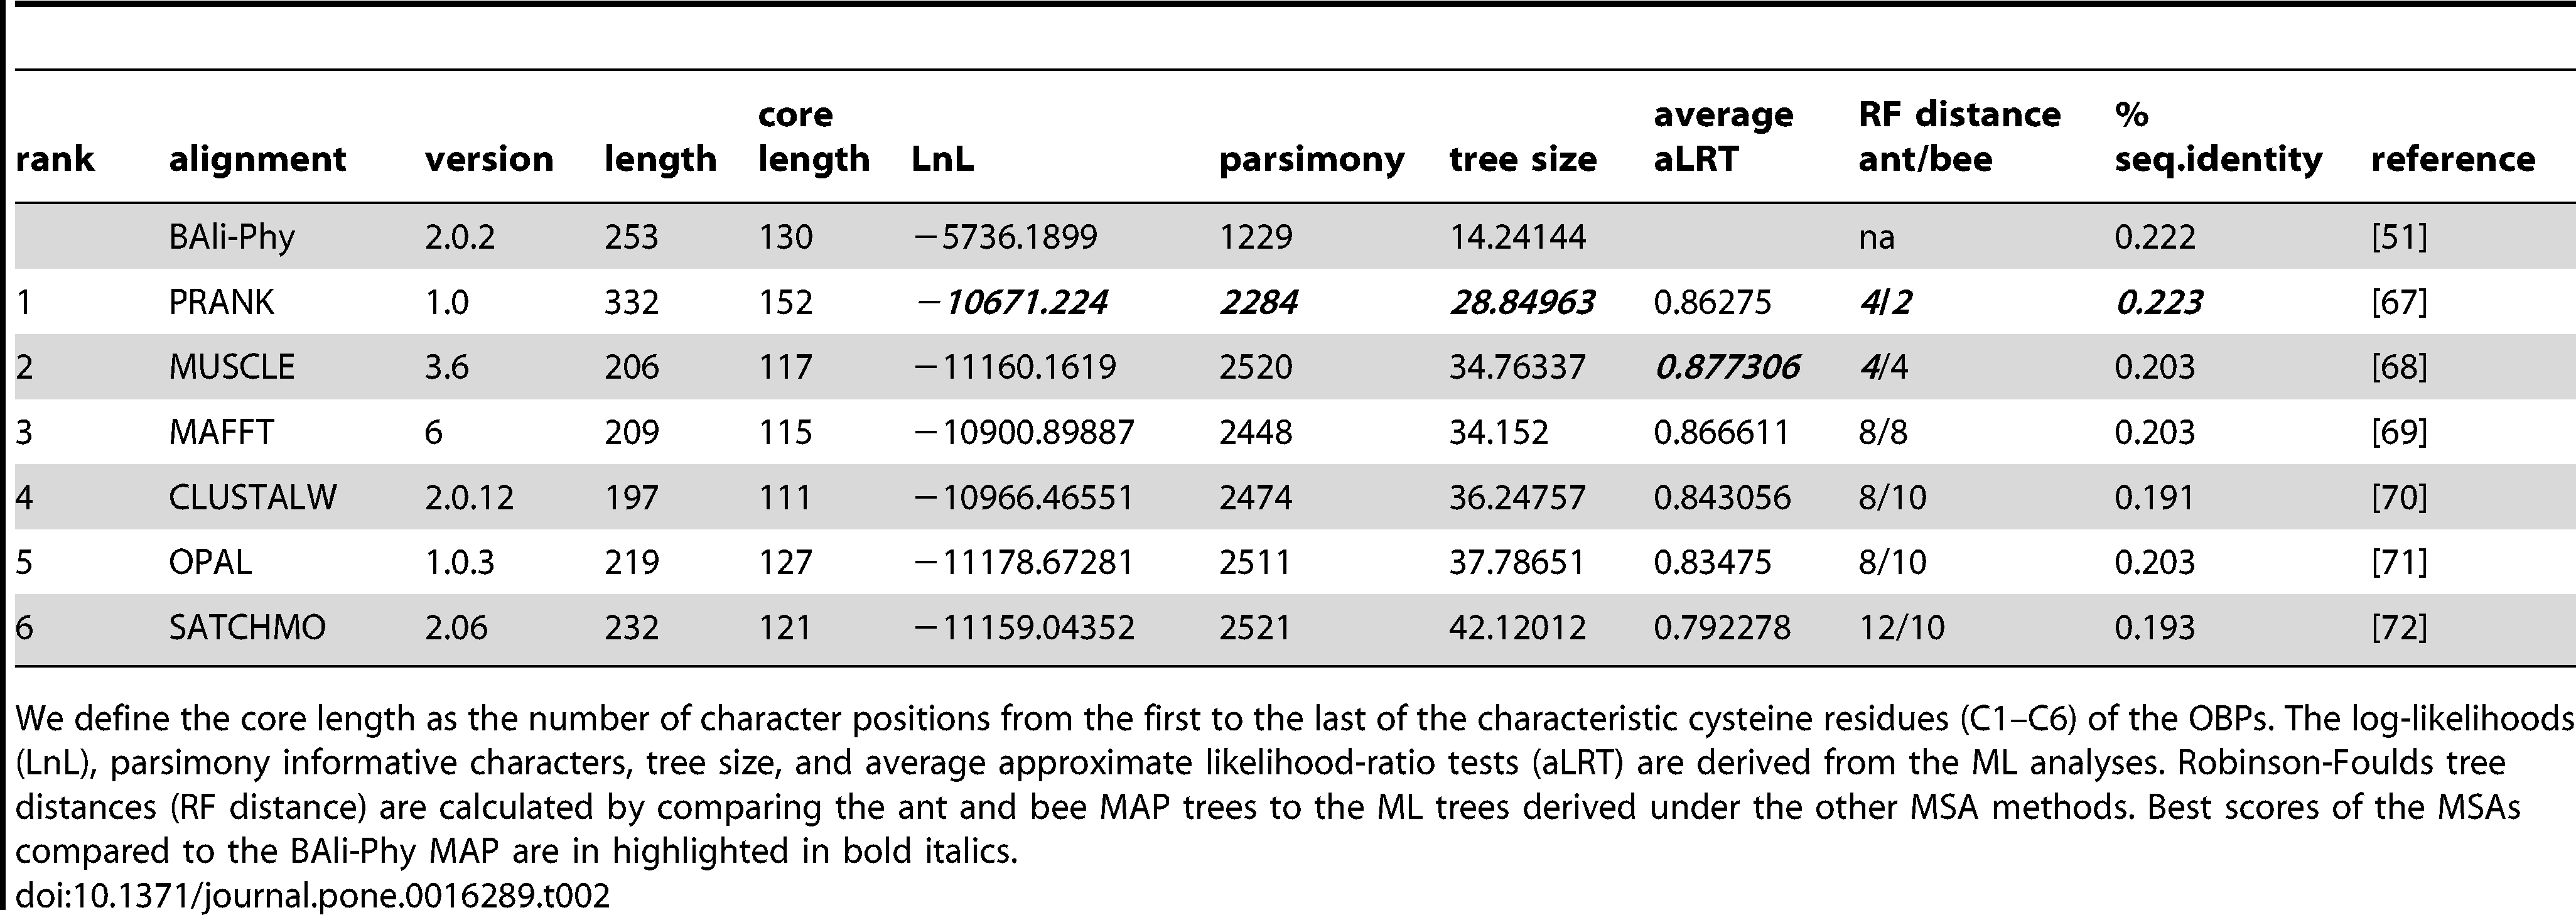 rank alignment version length core length LnL parsimony tree size average aLRT RF distance ant/bee % seq.identity reference
BAli-Phy 2.0.2 253 130 −5736.1899 1229 14.24144 na 0.222 [51]
1 PRANK 1.0 332 152 −10671.224 2284 28.84963 0.86275 4/2 0.223 [67]
2 MUSCLE 3.6 206 117 −11160.1619 2520 34.76337 0.877306 4/4 0.203 [68]
3 MAFFT 6 209 115 −10900.89887 2448 34.152 0.866611 8/8 0.203 [69]
4 CLUSTALW 2.0.12 197 111 −10966.46551 2474 36.24757 0.843056 8/10 0.191 [70]
5 OPAL 1.0.3 219 127 −11178.67281 2511 37.78651 0.83475 8/10 0.203 [71]
6 SATCHMO 2.06 232 121 −11159.04352 2521 42.12012 0.792278 12/10 0.193 [72]
We define the core length as the number of character positions from the first to the last of the characteristic cysteine residues (C1–C6) of the OBPs. The log-likelihoods
(LnL), parsimony informative characters, tree size, and average approximate likelihood-ratio tests (aLRT) are derived from the ML analyses. Robinson-Foulds tree
distances (RF distance) are calculated by comparing the ant and bee MAP trees to the ML trees derived under the other MSA methods. Best scores of the MSAs
compared to the BAli-Phy MAP are in highlighted in bold italics.
doi:10.1371/journal.pone.0016289.t002